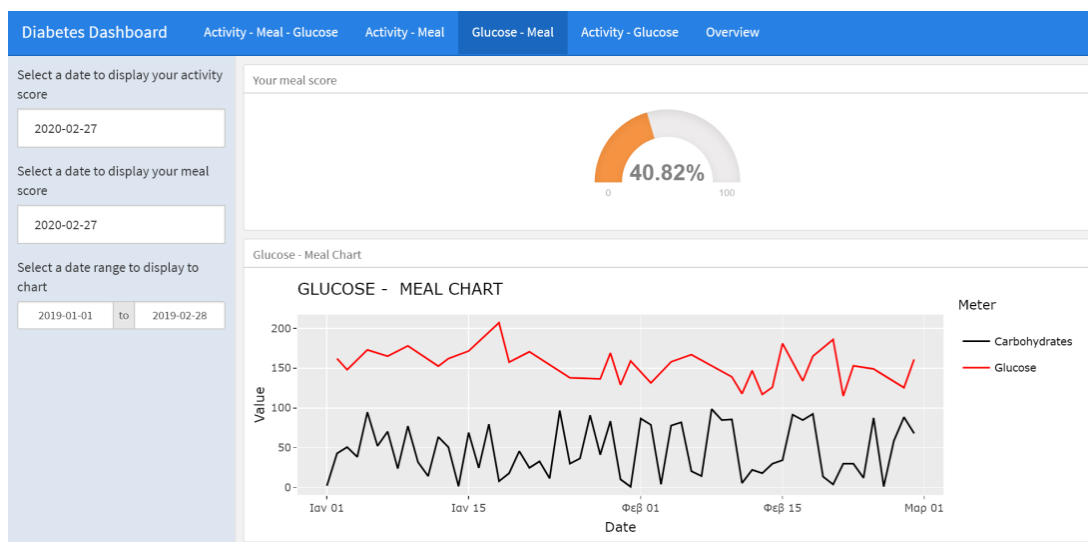 Diabetes Dashboard
Activity - Meal - Glucose
Activity - Meal
Glucose - Meal
Activity - Glucose
Overview
Select a date to display your activity
score
2020-02-27
Select a date to display your meal
score
2020-02-27
Select a date range to display to
chart
2019-01-01 to 2019-02-28
Your meal score
40.82%
0 100
Glucose - Meal Chart
GLUCOSE - MEAL CHART
Meter
Carbohydrates
Glucose
Value
200
150
100
50
0
Ιαν 01 Ιαν 15 Φεβ 01 Φεβ 15 Μαρ 01
Date